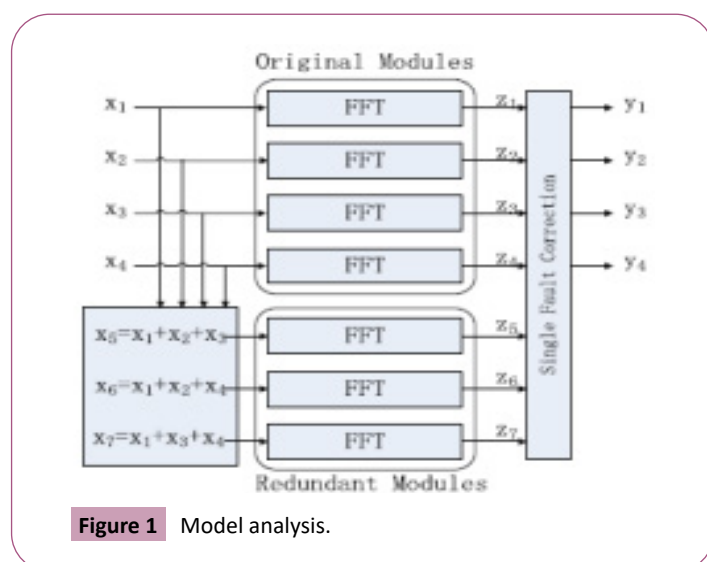 Original Modules
x₁ FFT z₁ y₁
x₂ FFT z₂ y₂
x₃ FFT z₃ y₃
x₄ FFT z₄ y₄
Single Fault Correction
x₅=x₁+x₂+x₃ FFT z₅
x₆=x₁+x₂+x₄ FFT z₆
x₇=x₁+x₃+x₄ FFT z₇
Redundant Modules
Figure 1 Model analysis.